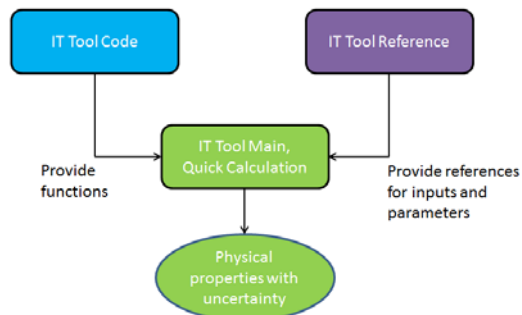 IT Tool Code
IT Tool Reference
IT Tool Main,
Quick Calculation
Provide
functions
Provide references
for inputs and
parameters
Physical
properties with
uncertainty